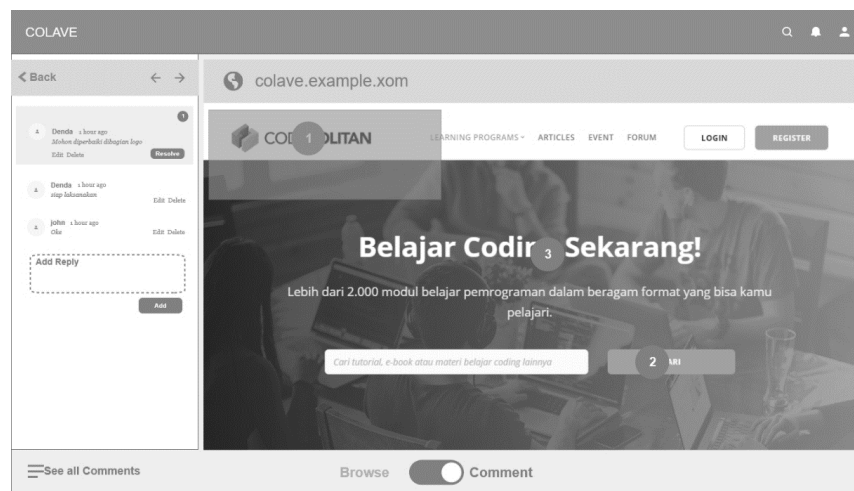 COLAVE
Back
colave.example.xom
1
Denda 1 hour ago
Mohon diperbaiki dibagian logo
Edit Delete
Resolve
Denda 1 hour ago
siap laksanakan
Edit Delete
john 1 hour ago
Oke
Edit Delete
Add Reply
Add
COD 1 OLITAN
LEARNING PROGRAMS
ARTICLES
EVENT
FORUM
LOGIN
REGISTER
Belajar Codin 3 Sekarang!
Lebih dari 2.000 modul belajar pemrograman dalam beragam format yang bisa kamu
pelajari.
Cari tutorial, e-book atau materi belajar coding lainnya
2 ARI
See all Comments
Browse
Comment